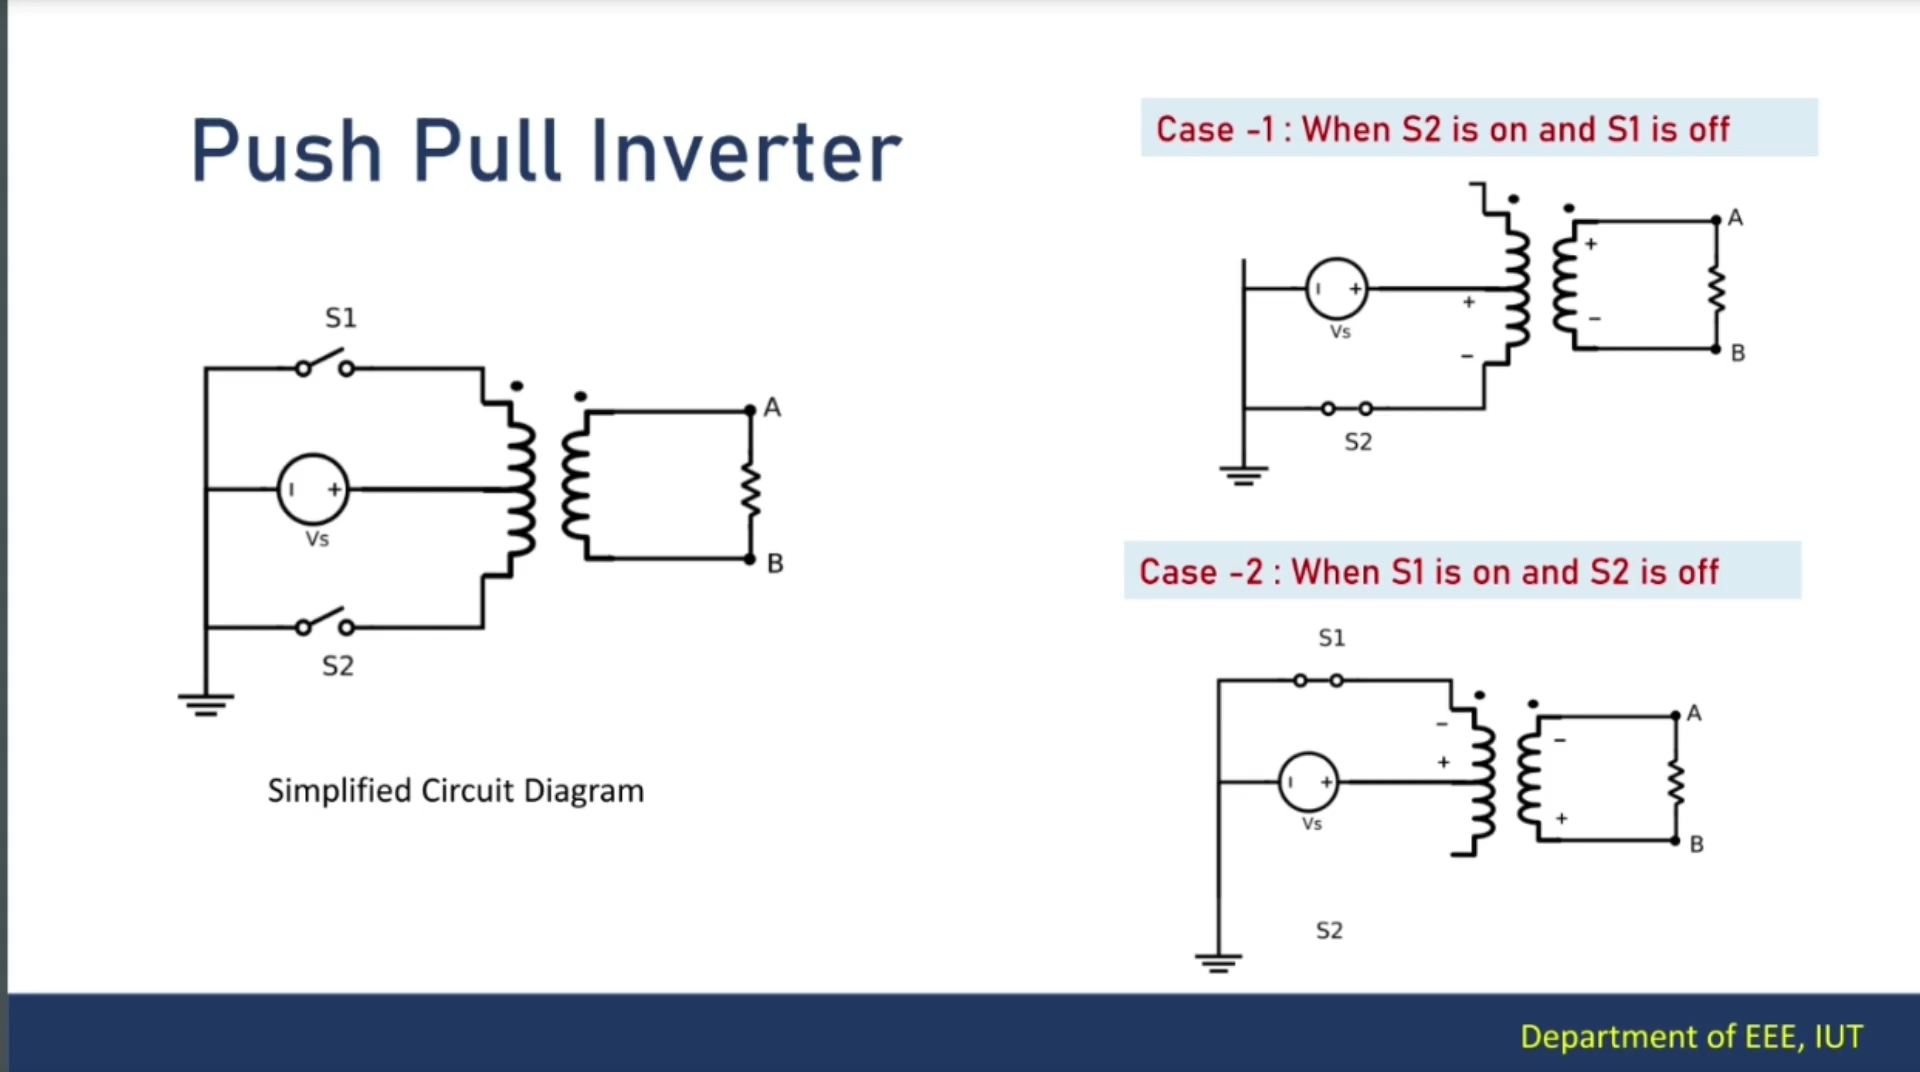 Push Pull Inverter
S1
+
Vs
A
B
S2
Simplified Circuit Diagram
Case -1 : When S2 is on and S1 is off
A
+
+
+
Vs
–
–
B
S2
Case -2 : When S1 is on and S2 is off
S1
A
–
–
+
+
Vs
+
B
S2
Department of EEE, IUT